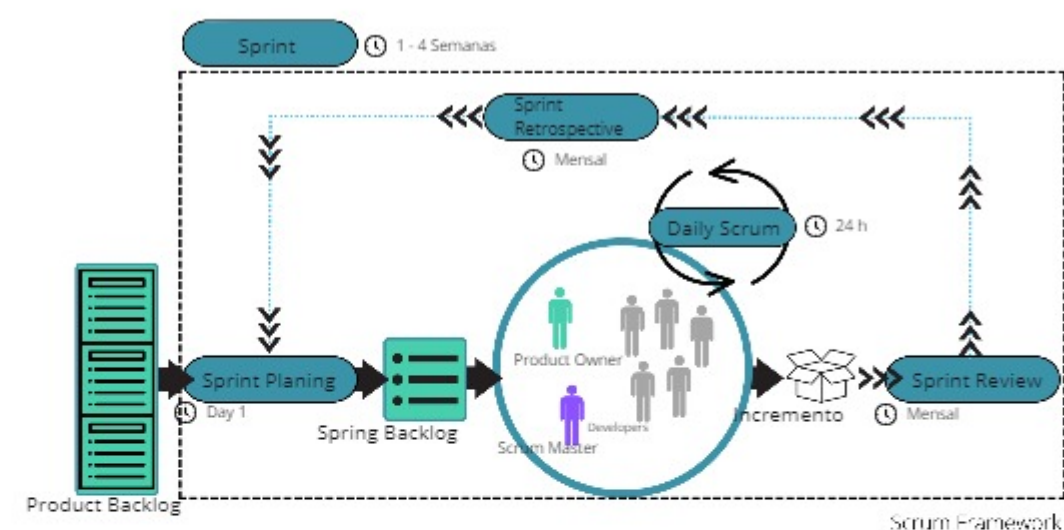 Sprint
1 - 4 Semanas
Sprint
Retrospective
Mensal
Daily Scrum
24 h
Product Owner
Sprint Planing
Sprint Review
Day 1
Mensal
Incremento
Spring Backlog
Developers
Scrum Master
Product Backlog
Scrum Framework